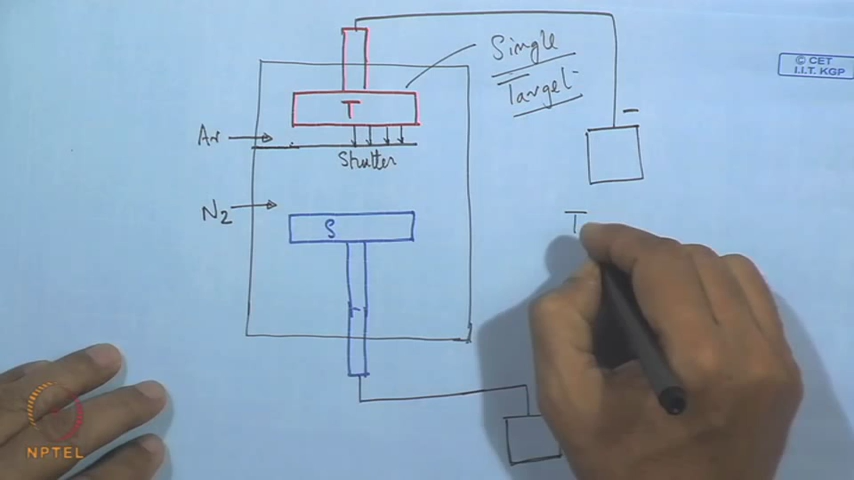 Single
Target
© CET
I.I.T. KGP
T
Ar
Shutter
N2
S
T
NPTEL